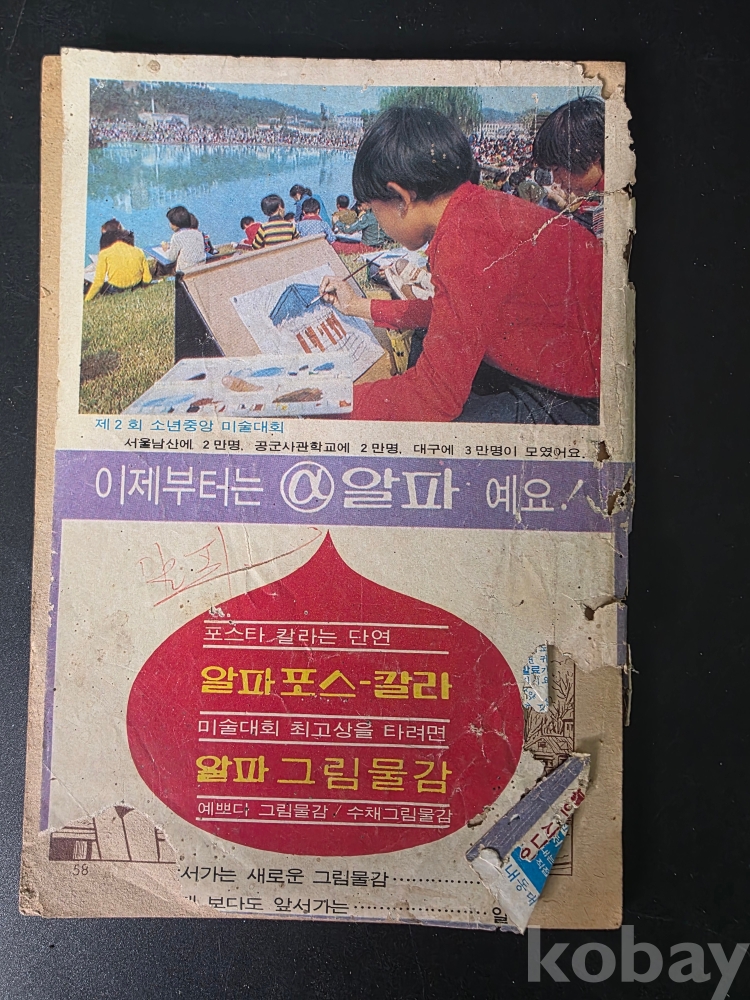 제 2 회 소년중앙 미술대회
서울남산에 2만명, 공군사관학교에 2만명, 대구에 3만명이 모였어요.
이제부터는 ⓐ알파 예요!
알파
포스타 칼라는 단연
알파 포스-칼라
미술대회 최고상을 타려면
알파 그림물감
예쁘다 그림물감 / 수채그림물감
58
서가는 새로운 그림물감
보다도 앞서가는
kobay